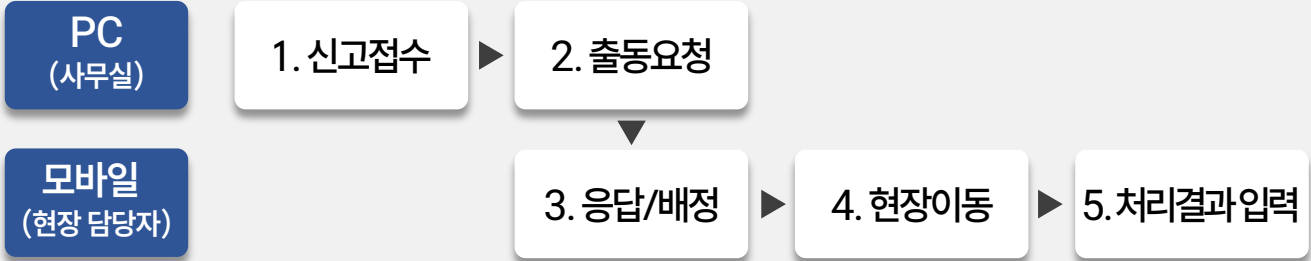 PC
(사무실)
1. 신고접수
2. 출동요청
모바일
(현장 담당자)
3. 응답/배정
4. 현장이동
5. 처리결과 입력